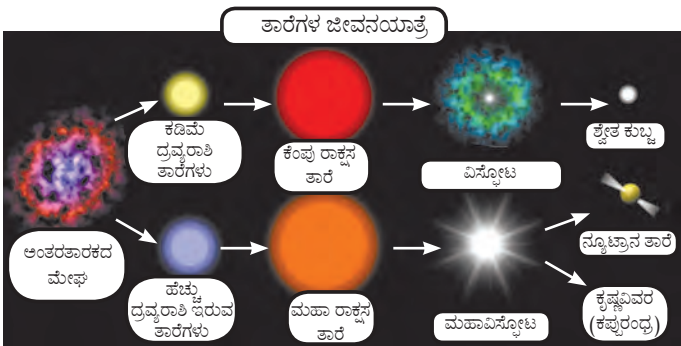 ತಾರೆಗಳ ಜೀವನಯಾತ್ರೆ
ಕಡಿಮೆ
ದ್ರವ್ಯರಾಶಿ
ತಾರೆಗಳು
ಕೆಂಪು ರಾಕ್ಷಸ
ತಾರೆ
ವಿಸ್ಫೋಟ
ಶ್ವೇತ ಕುಬ್ಜ
ಅಂತರತಾರಕದ
ಮೇಘ
ಹೆಚ್ಚು
ದ್ರವ್ಯರಾಶಿ ಇರುವ
ತಾರೆಗಳು
ಮಹಾ ರಾಕ್ಷಸ
ತಾರೆ
ಮಹಾವಿಸ್ಫೋಟ
ನ್ಯೂಟ್ರಾನ ತಾರೆ
ಕೃಷ್ಣವಿವರ
(ಕಪ್ಪುರಂಧ್ರ)